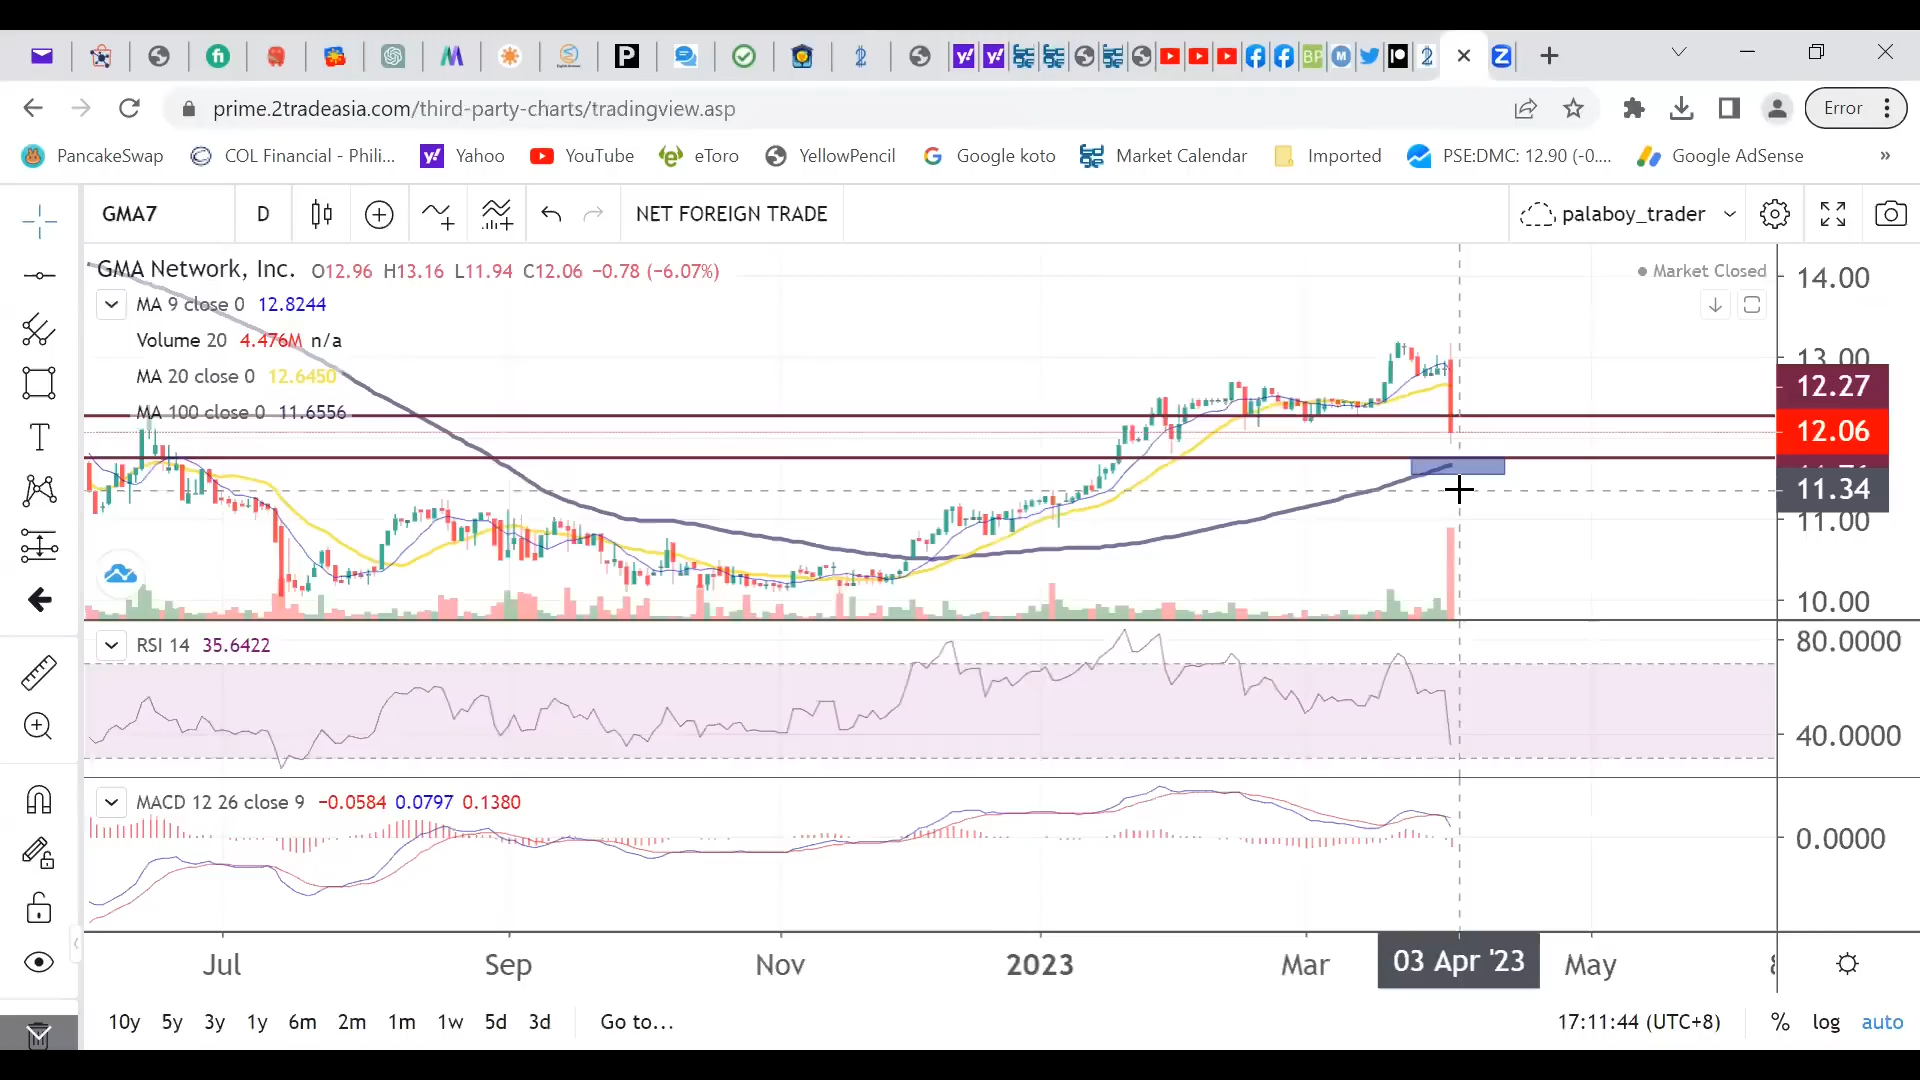 prime.2tradeasia.com/third-party-charts/tradingview.asp
Error
PancakeSwap
COL Financial - Phili...
Yahoo
YouTube
eToro
YellowPencil
Google koto
Market Calendar
Imported
PSE:DMC: 12.90 (-0....
Google AdSense
»
GMA7
D
NET FOREIGN TRADE
palaboy_trader
GMA Network, Inc. O12.96 H13.16 L11.94 C12.06 −0.78 (−6.07%)
Market Closed
14.00
MA 9 close 0 12.8244
Volume 20 4.476M n/a
13.00
MA 20 close 0 12.6450
12.27
MA 100 close 0 11.6556
12.06
11.34
11.00
10.00
RSI 14 35.6422
80.0000
40.0000
MACD 12 26 close 9 −0.0584 0.0797 0.1380
0.0000
Jul
Sep
Nov
2023
Mar
03 Apr '23
May
10y 5y 3y 1y 6m 2m 1m 1w 5d 3d
Go to...
17:11:44 (UTC+8)
%
log
auto